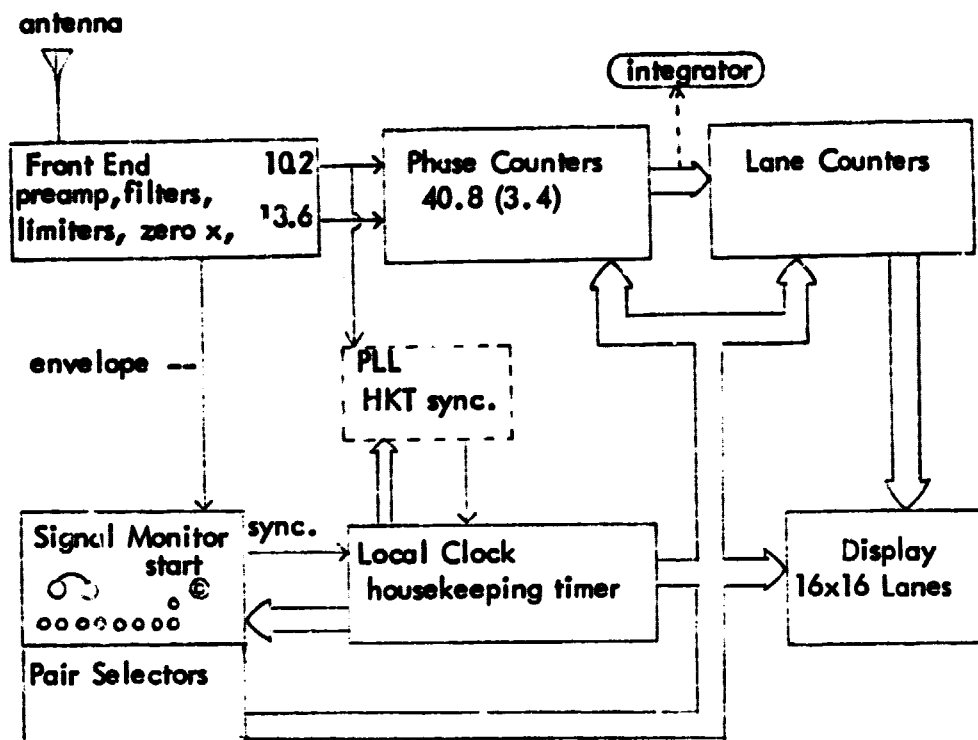 antenna
integrator
Front End
preamp, filters,
limiters, zero x,
10.2
13.6
Phase Counters
40.8 (3.4)
Lane Counters
envelope --
PLL
HKT sync.
Signal Monitor
start
sync.
Local Clock
housekeeping timer
Display
16x16 Lanes
Pair Selectors